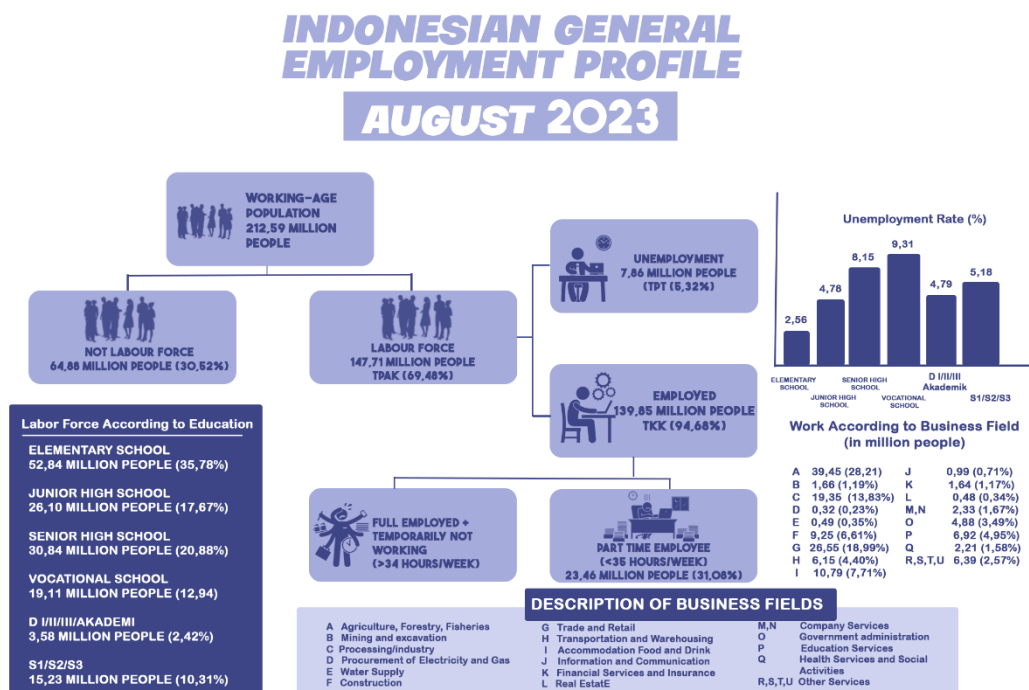 INDONESIAN GENERAL
EMPLOYMENT PROFILE
AUGUST 2023
WORKING-AGE
POPULATION
212,59 MILLION
PEOPLE
NOT LABOUR FORCE
64,88 MILLION PEOPLE (30,52%)
LABOUR FORCE
147,71 MILLION PEOPLE
TPAK (69,48%)
UNEMPLOYMENT
7,86 MILLION PEOPLE
(TPT (5,32%)
EMPLOYED
139,85 MILLION PEOPLE
TKK (94,68%)
FULL EMPLOYED +
TEMPORARILY NOT
WORKING
(>34 HOURS/WEEK)
PART TIME EMPLOYEE
(<35 HOURS/WEEK)
23,46 MILLION PEOPLE (31,08%)
Unemployment Rate (%)
2,56
4,78
8,15
9,31
4,79
5,18
ELEMENTARY
SCHOOL
JUNIOR HIGH
SCHOOL
SENIOR HIGH
SCHOOL
VOCATIONAL
SCHOOL
D I/II/III
Akademik
S1/S2/S3
Labor Force According to Education
ELEMENTARY SCHOOL
52,84 MILLION PEOPLE (35,78%)
JUNIOR HIGH SCHOOL
26,10 MILLION PEOPLE (17,67%)
SENIOR HIGH SCHOOL
30,84 MILLION PEOPLE (20,88%)
VOCATIONAL SCHOOL
19,11 MILLION PEOPLE (12,94)
D I/II/III/AKADEMI
3,58 MILLION PEOPLE (2,42%)
S1/S2/S3
15,23 MILLION PEOPLE (10,31%)
Work According to Business Field
(in million people)
A 39,45 (28,21)
B 1,66 (1,19%)
C 19,35 (13,83%)
D 0,32 (0,23%)
E 0,49 (0,35%)
F 9,25 (6,61%)
G 26,55 (18,99%)
H 6,15 (4,40%)
I 10,79 (7,71%)
J 0,99 (0,71%)
K 1,64 (1,17%)
L 0,48 (0,34%)
M,N 2,33 (1,67%)
O 4,88 (3,49%)
P 6,92 (4,95%)
Q 2,21 (1,58%)
R,S,T,U 6,39 (2,57%)
DESCRIPTION OF BUSINESS FIELDS
A Agriculture, Forestry, Fisheries
B Mining and excavation
C Processing/industry
D Procurement of Electricity and Gas
E Water Supply
F Construction
G Trade and Retail
H Transportation and Warehousing
I Accommodation Food and Drink
J Information and Communication
K Financial Services and Insurance
L Real EstatE
M,N Company Services
O Government administration
P Education Services
Q Health Services and Social
Activities
R,S,T,U Other Services